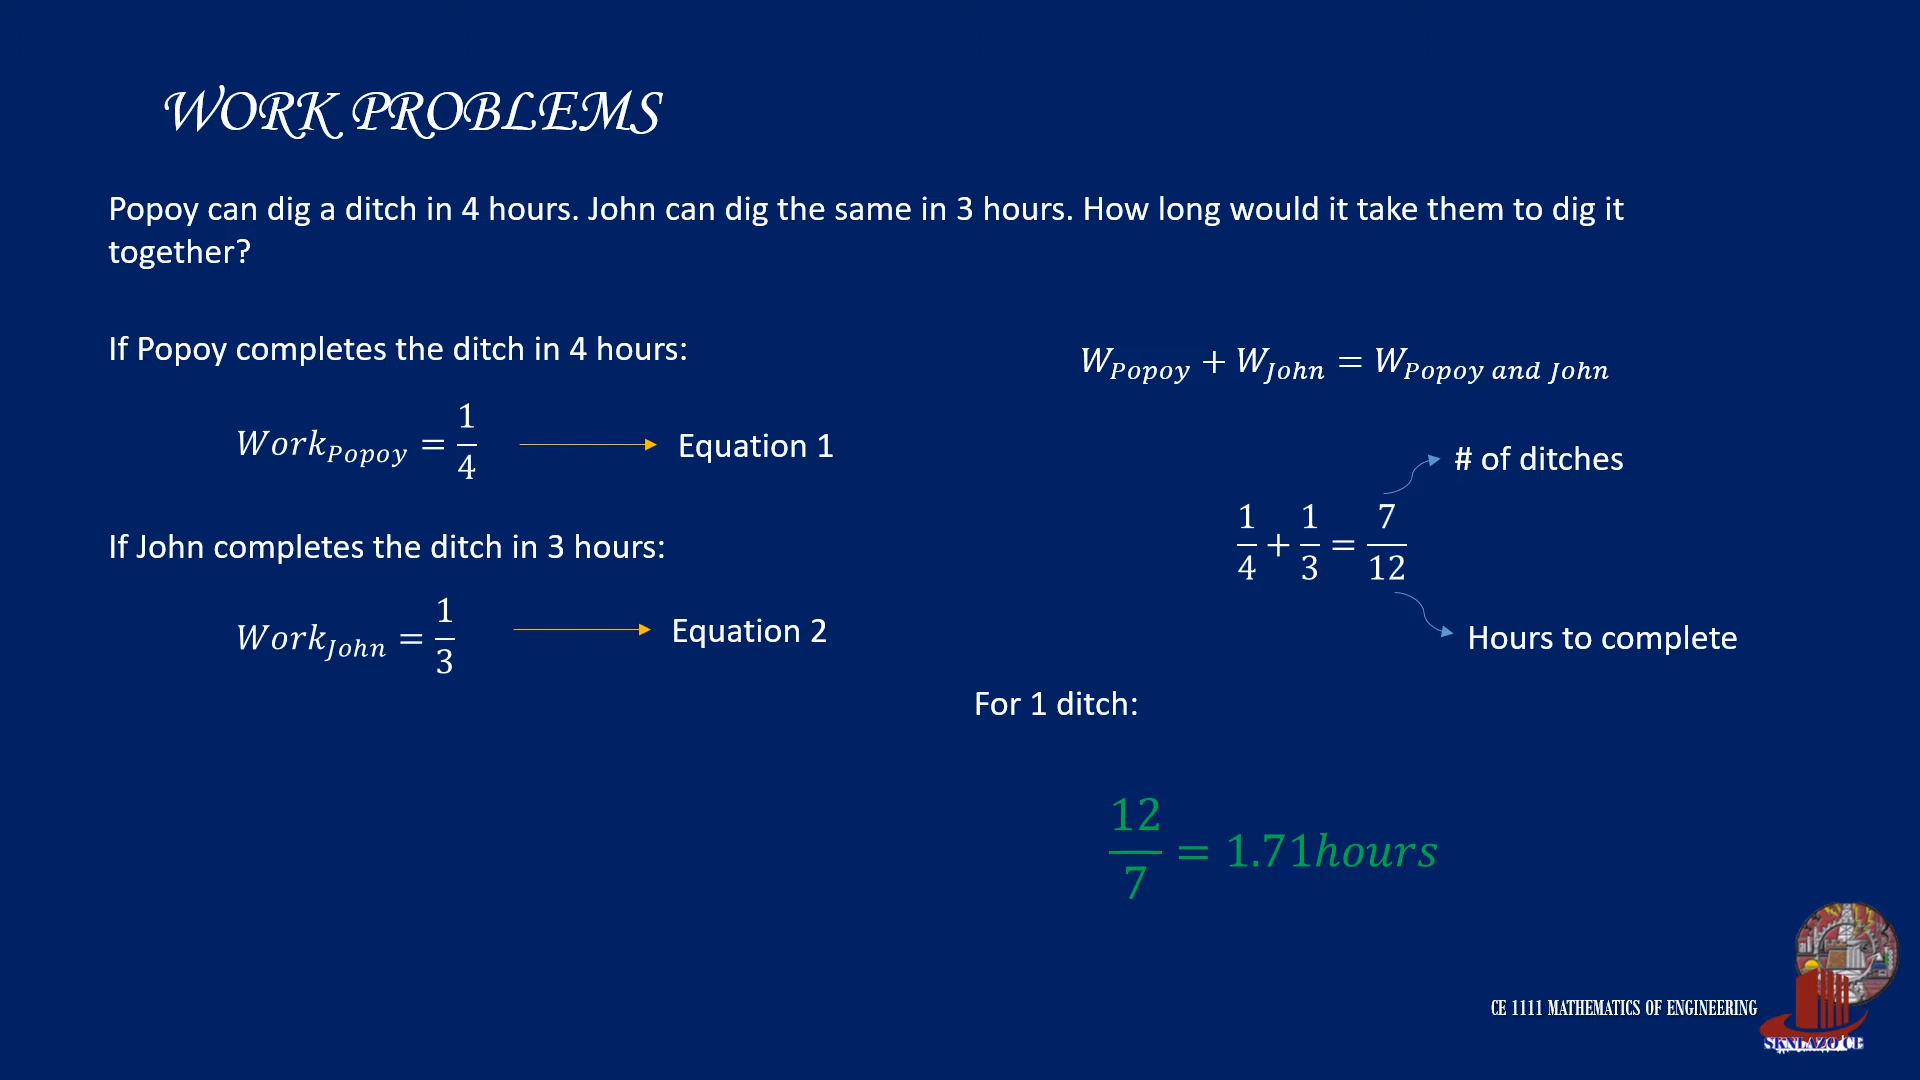 WORK PROBLEMS
Popoy can dig a ditch in 4 hours. John can dig the same in 3 hours. How long would it take them to dig it
together?
If Popoy completes the ditch in 4 hours:
Work_Popoy = 1/4
Equation 1
If John completes the ditch in 3 hours:
Work_John = 1/3
Equation 2
W_Popoy + W_John = W_Popoy and John
# of ditches
1/4 + 1/3 = 7/12
Hours to complete
For 1 ditch:
12/7 = 1.71hours
CE 1111 MATHEMATICS OF ENGINEERING